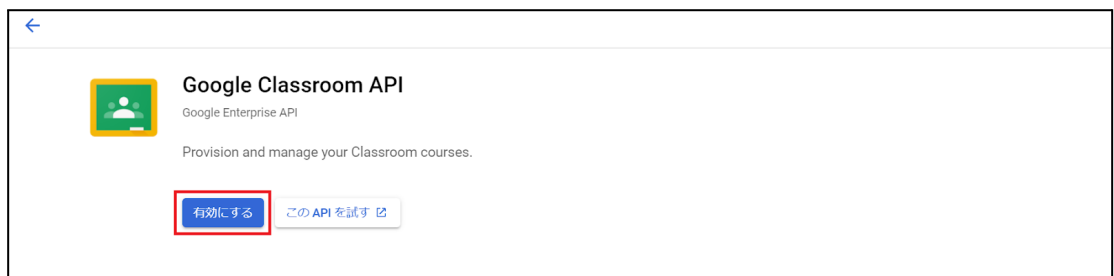 Google Classroom API
Google Enterprise API
Provision and manage your Classroom courses.
有効にする
この API を試す